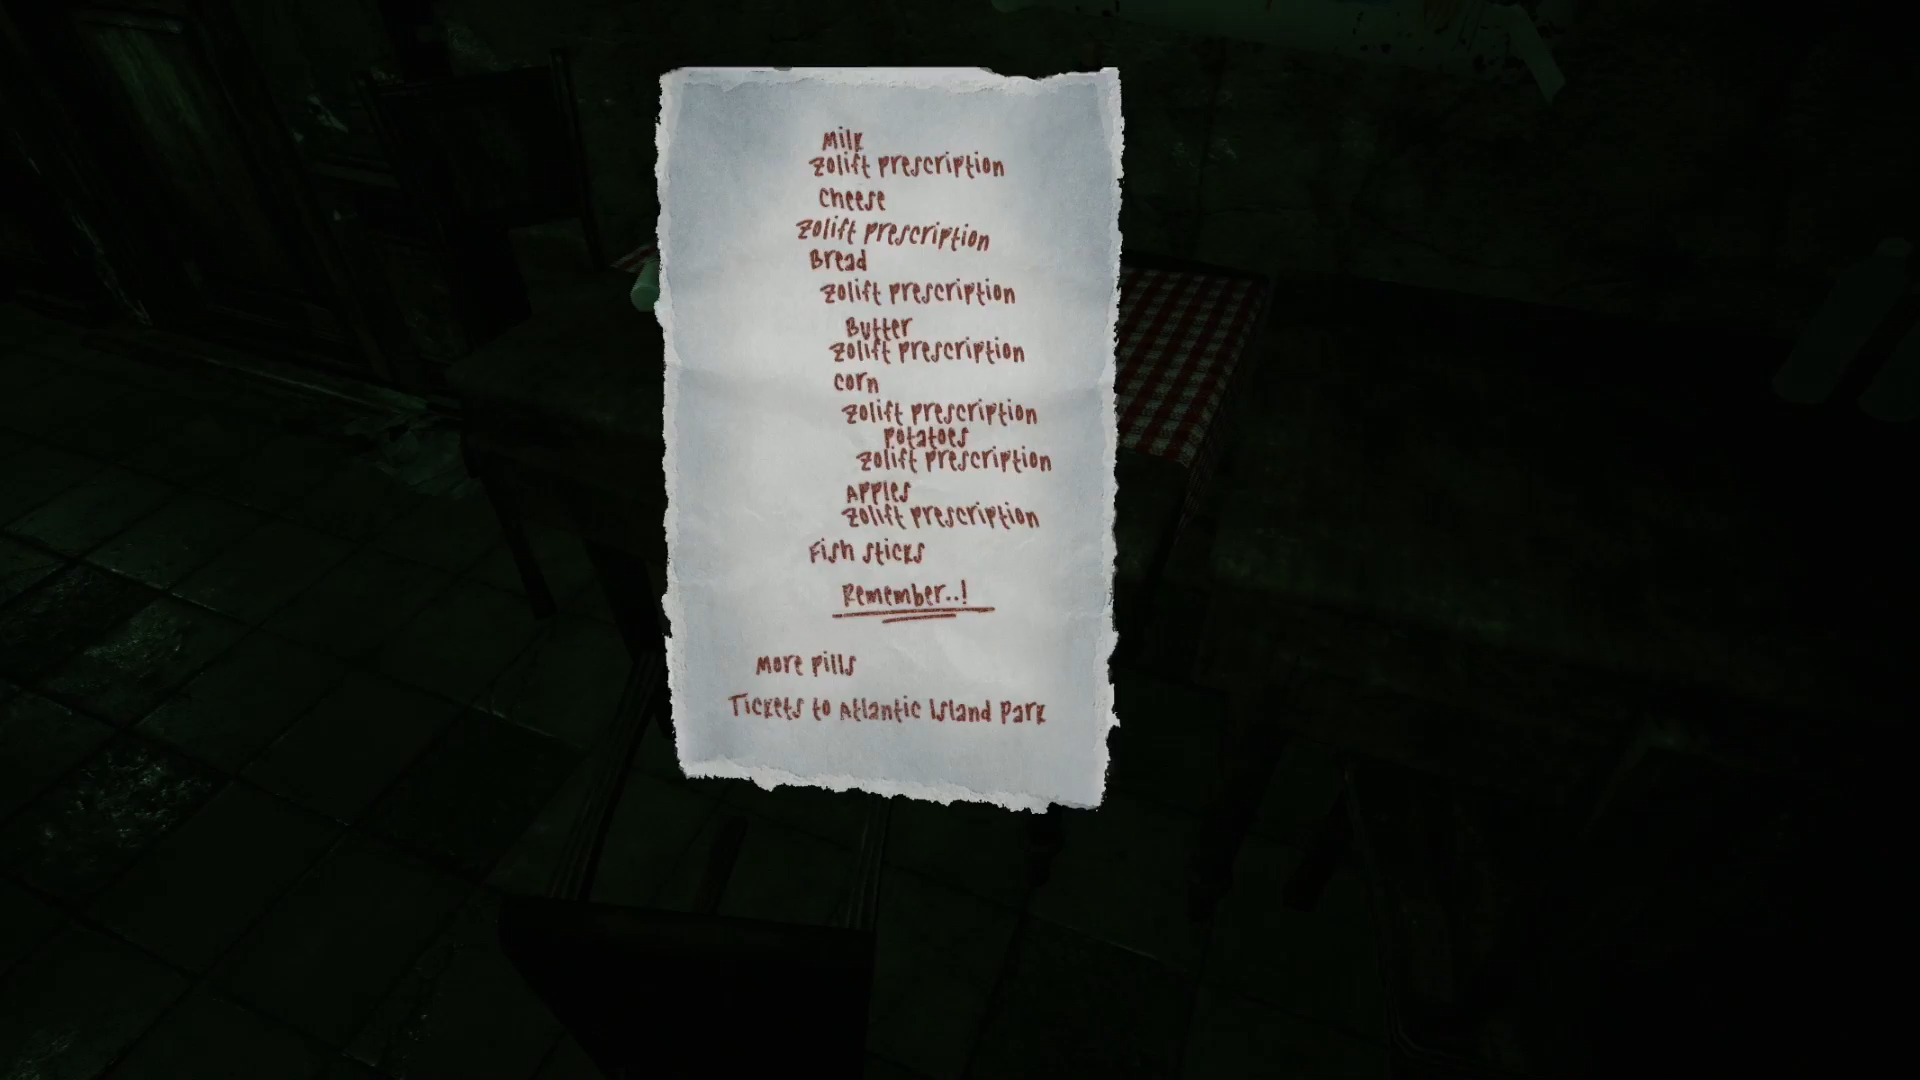 Milk
Zolift prescription
Cheese
Zolift prescription
Bread
Zolift prescription
Butter
Zolift prescription
Corn
Zolift prescription
Potatoes
Zolift prescription
Apples
Zolift prescription
Fish sticks
Remember..!
More pills
Tickets to Atlantic Island Park